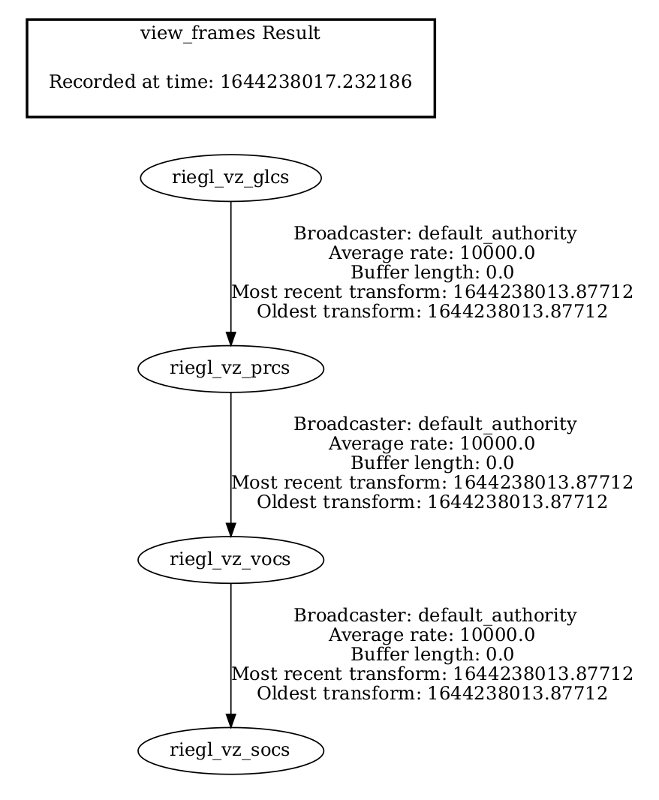 view_frames Result
Recorded at time: 1644238017.232186
riegl_vz_glcs
Broadcaster: default_authority
Average rate: 10000.0
Buffer length: 0.0
Most recent transform: 1644238013.87712
Oldest transform: 1644238013.87712
riegl_vz_prcs
Broadcaster: default_authority
Average rate: 10000.0
Buffer length: 0.0
Most recent transform: 1644238013.87712
Oldest transform: 1644238013.87712
riegl_vz_vocs
Broadcaster: default_authority
Average rate: 10000.0
Buffer length: 0.0
Most recent transform: 1644238013.87712
Oldest transform: 1644238013.87712
riegl_vz_socs